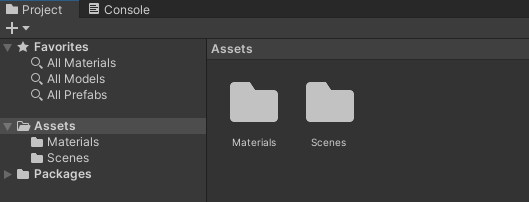 Project
Console
Favorites
All Materials
All Models
All Prefabs
Assets
Materials
Scenes
Packages
Assets
Materials
Scenes